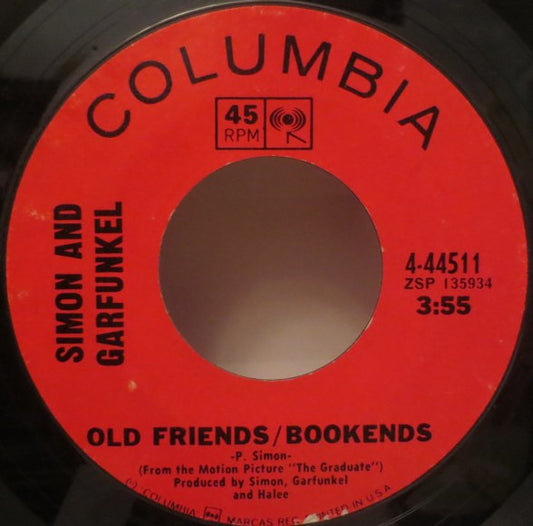 COLUMBIA
45
RPM
SIMON AND
GARFUNKEL
4-44511
ZSP 135934
3:55
OLD FRIENDS/BOOKENDS
-P. Simon-
(From the Motion Picture "The Graduate")
Produced by Simon, Garfunkel
and Halee
COLUMBIA MARCAS REG. PRINTED IN U.S.A